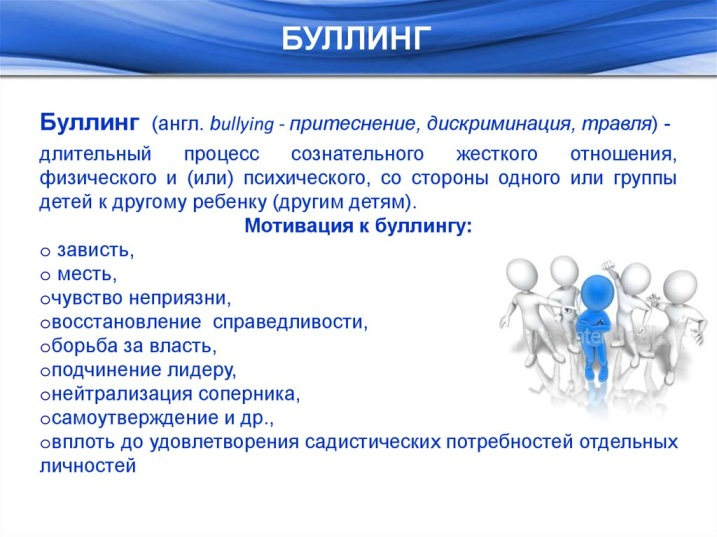 БУЛЛИНГ
Буллинг (англ. bullying - притеснение, дискриминация, травля) -
длительный процесс сознательного жесткого отношения,
физического и (или) психического, со стороны одного или группы
детей к другому ребенку (другим детям).
Мотивация к буллингу:
o зависть,
o месть,
oчувство неприязни,
oвосстановление справедливости,
oборьба за власть,
oподчинение лидеру,
oнейтрализация соперника,
oсамоутверждение и др.,
oвплоть до удовлетворения садистических потребностей отдельных
личностей